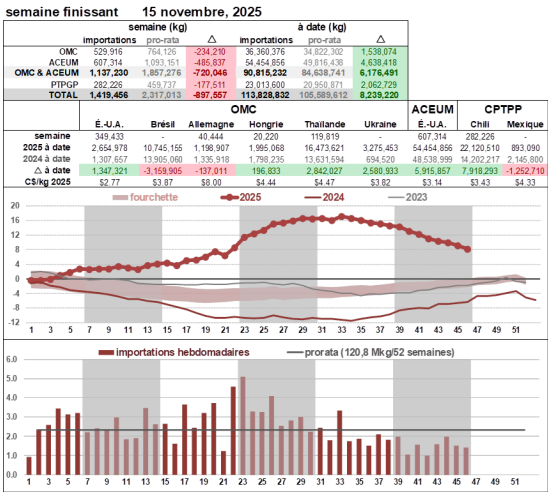 semaine finissant 15 novembre, 2025
semaine (kg) à date (kg)
importations pro-rata Δ importations pro-rata Δ
OMC 529,916 764,126 -234,210 36,360,376 34,822,302 1,538,074
ACEUM 607,314 1,093,151 -485,837 54,454,856 49,816,438 4,638,418
OMC & ACEUM 1,137,230 1,857,276 -720,046 90,815,232 84,638,741 6,176,491
PTPGP 282,226 459,737 -177,511 23,013,600 20,950,871 2,062,729
TOTAL 1,419,456 2,317,013 -897,557 113,828,832 105,589,612 8,239,220
OMC ACEUM CPTPP
É.-U.A. Brésil Allemagne Hongrie Thaïlande Ukraine É.-U.A. Chili Mexique
semaine 349,433 - 40,444 20,220 119,819 607,314 282,226
2025 à date 2,654,978 10,745,155 1,198,907 1,995,068 16,473,621 3,275,453 54,454,856 22,120,510 893,090
2024 à date 1,307,657 13,905,060 1,335,918 1,798,235 13,631,594 694,520 48,538,999 14,202,217 2,145,800
Δ à date 1,347,321 -3,159,905 -137,011 196,833 2,842,027 2,580,933 5,915,857 7,918,293 -1,252,710
C$/kg 2025 $2.77 $3.87 $8.00 $4.44 $4.47 $3.82 $3.14 $3.43 $4.33
fourchette 2025 2024 2023
20
16
12
8
4
0
-4
-8
-12
1 3 5 7 9 11 13 15 17 19 21 23 25 27 29 31 33 35 37 39 41 43 45 47 49 51
importations hebdomadaires prorata (120,8 Mkg/52 semaines)
6.0
5.0
4.0
3.0
2.0
1.0
0.0
1 3 5 7 9 11 13 15 17 19 21 23 25 27 29 31 33 35 37 39 41 43 45 47 49 51